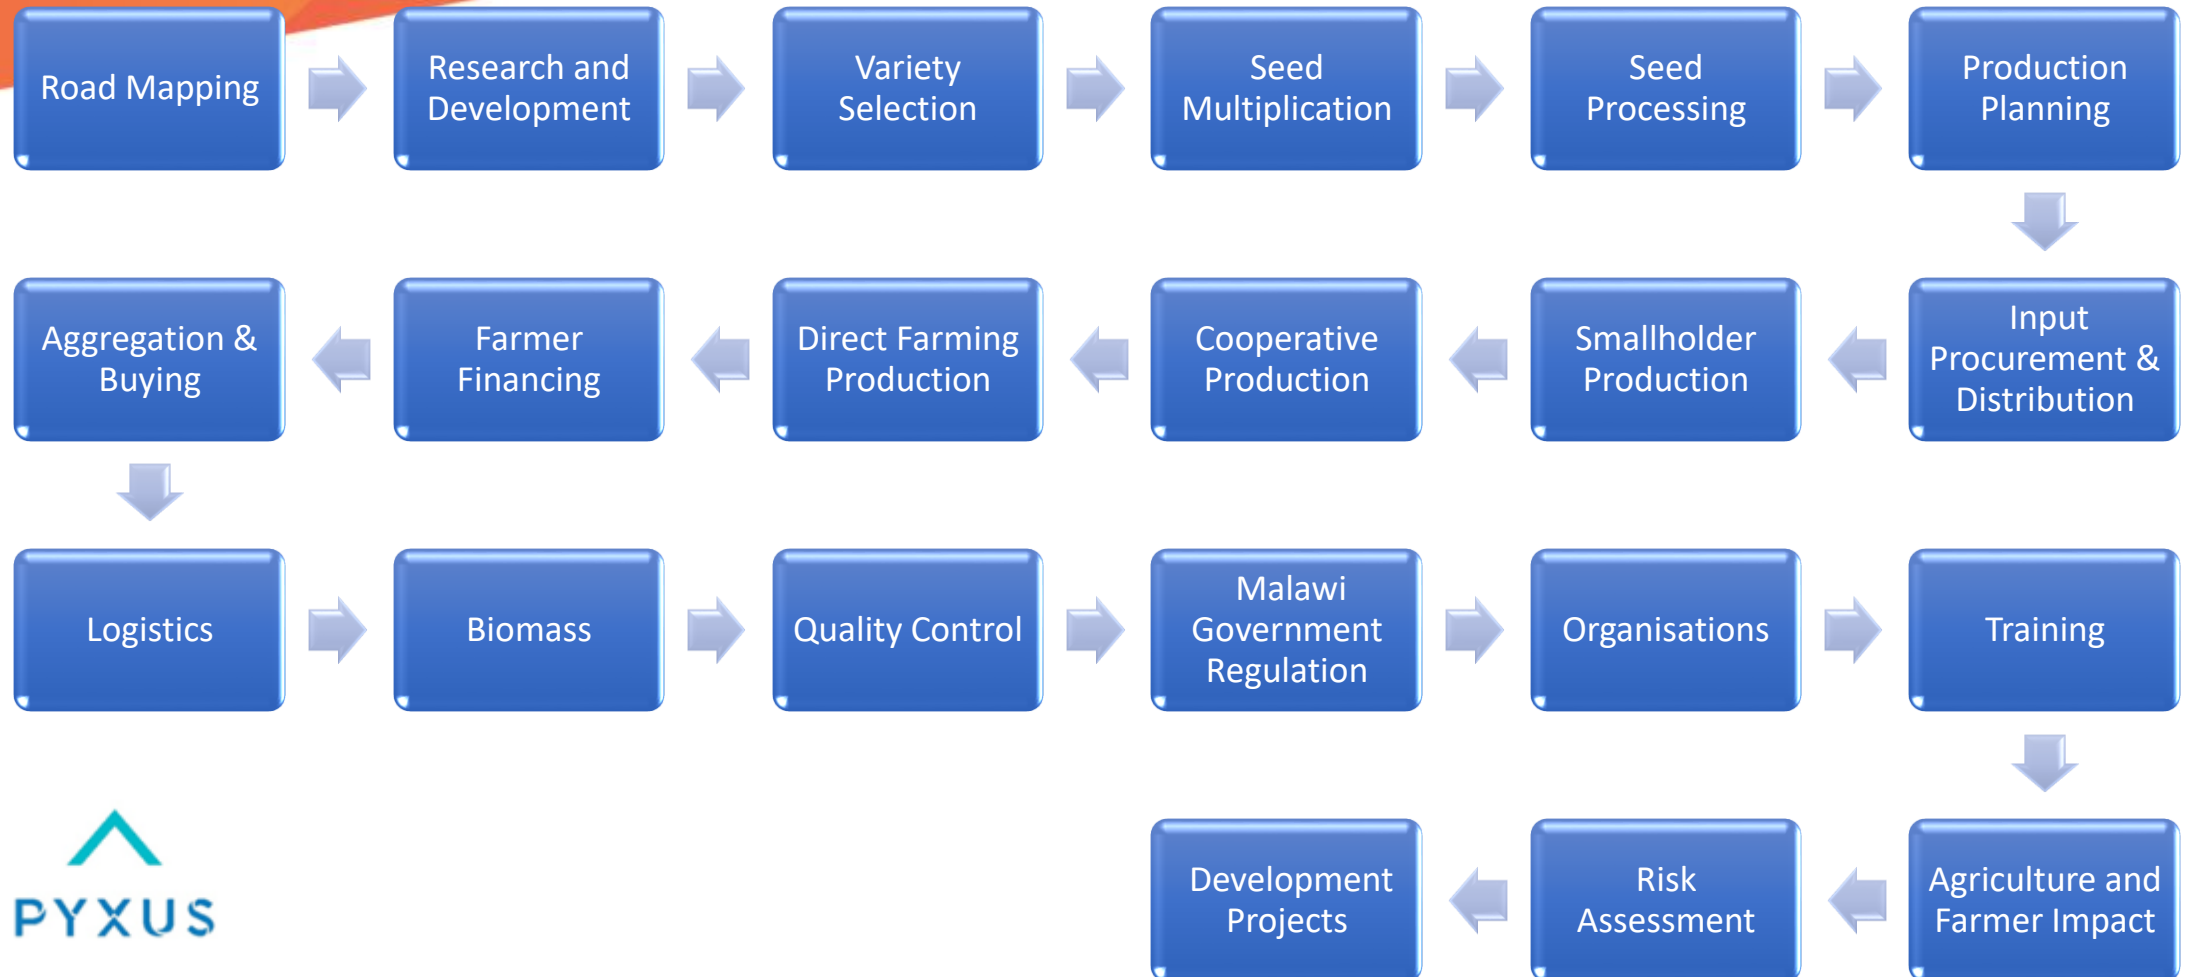 Road Mapping
Research and
Development
Variety
Selection
Seed
Multiplication
Seed
Processing
Production
Planning
Input
Procurement &
Distribution
Smallholder
Production
Cooperative
Production
Direct Farming
Production
Farmer
Financing
Aggregation &
Buying
Logistics
Biomass
Quality Control
Malawi
Government
Regulation
Organisations
Training
Agriculture and
Farmer Impact
Risk
Assessment
Development
Projects
PYXUS